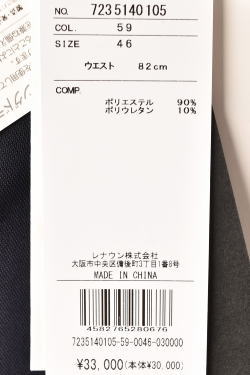 NO. 7235140105
COL. 59
SIZE 46
ウエスト 82cm
COMP.
ポリエステル 90%
ポリウレタン 10%
レナウン株式会社
大阪市中央区備後町3丁目1番8号
MADE IN CHINA
4582765280676
7235140105-59-0046-030000
¥33,000(本体¥30,000)